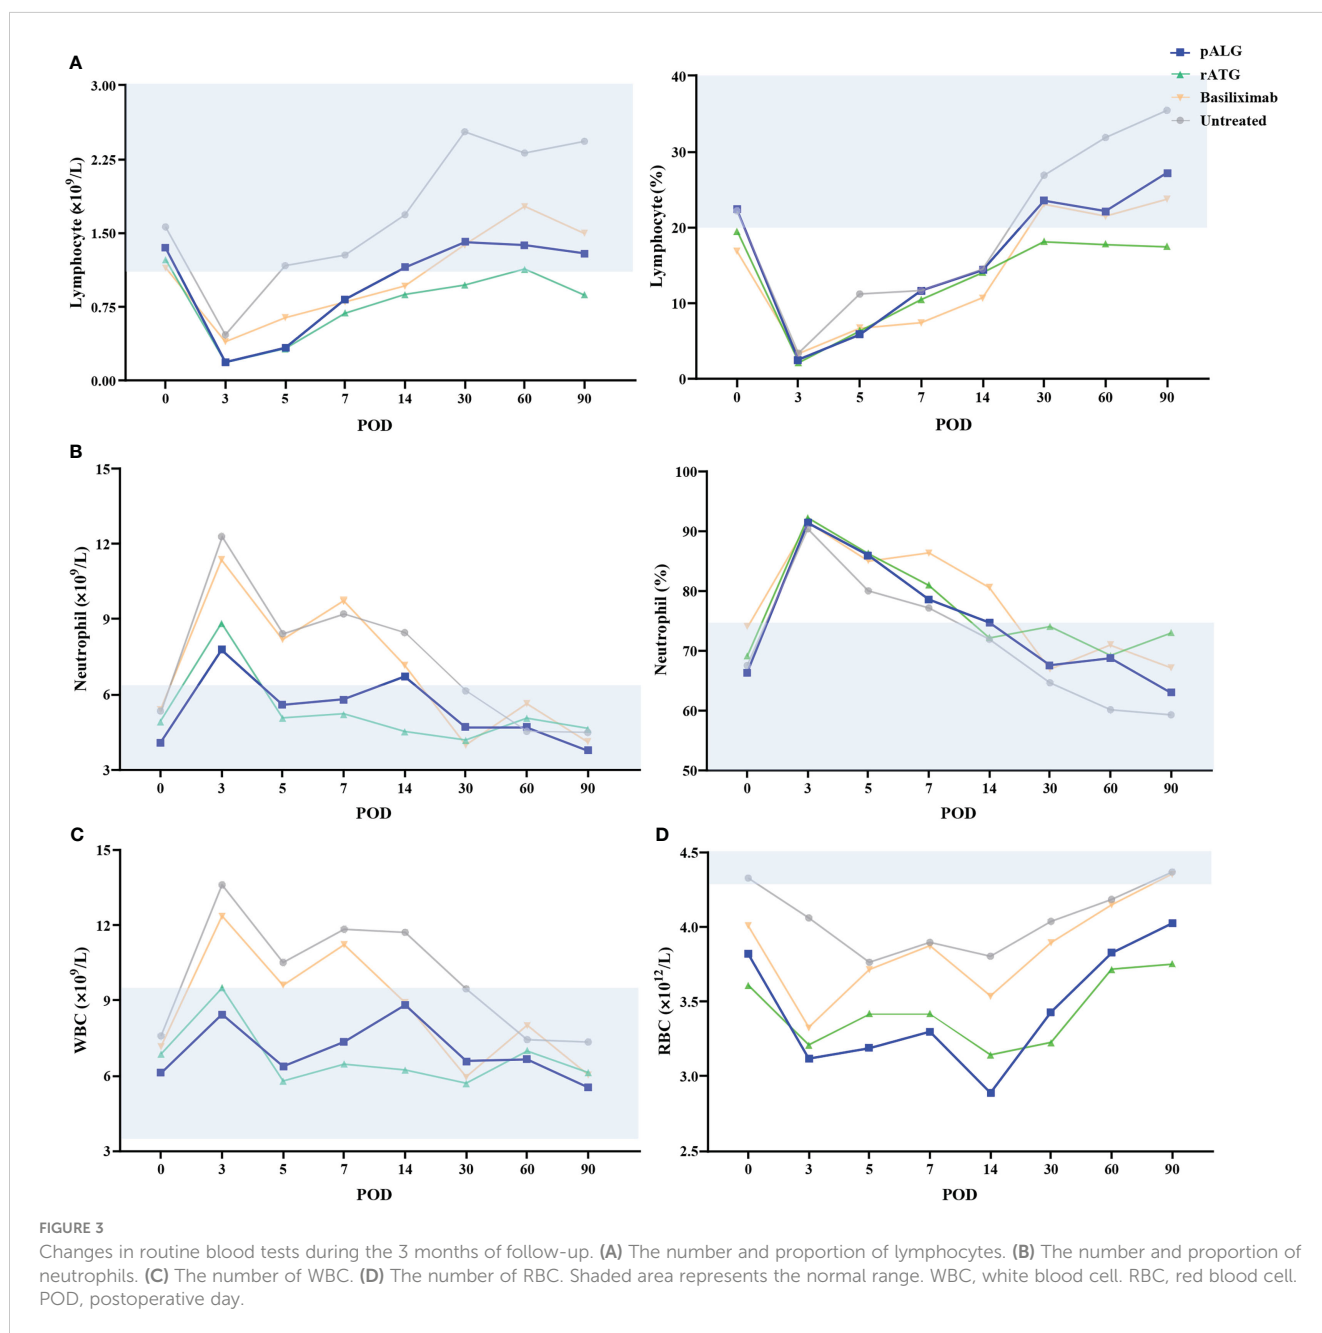 A
pALG
rATG
Basiliximab
Untreated
Lymphocyte (×10⁹/L)
3.00
2.25
1.50
0.75
0.00
0 3 5 7 14 30 60 90
POD
Lymphocyte (%)
40
30
20
10
0
0 3 5 7 14 30 60 90
POD
B
Neutrophil (×10⁹/L)
15
12
9
6
3
0 3 5 7 14 30 60 90
POD
Neutrophil (%)
100
90
80
70
60
50
0 3 5 7 14 30 60 90
POD
C
WBC (×10⁹/L)
15
12
9
6
3
0 3 5 7 14 30 60 90
POD
D
RBC (×10¹²/L)
4.5
4.0
3.5
3.0
2.5
0 3 5 7 14 30 60 90
POD
FIGURE 3
Changes in routine blood tests during the 3 months of follow-up. (A) The number and proportion of lymphocytes. (B) The number and proportion of
neutrophils. (C) The number of WBC. (D) The number of RBC. Shaded area represents the normal range. WBC, white blood cell. RBC, red blood cell.
POD, postoperative day.